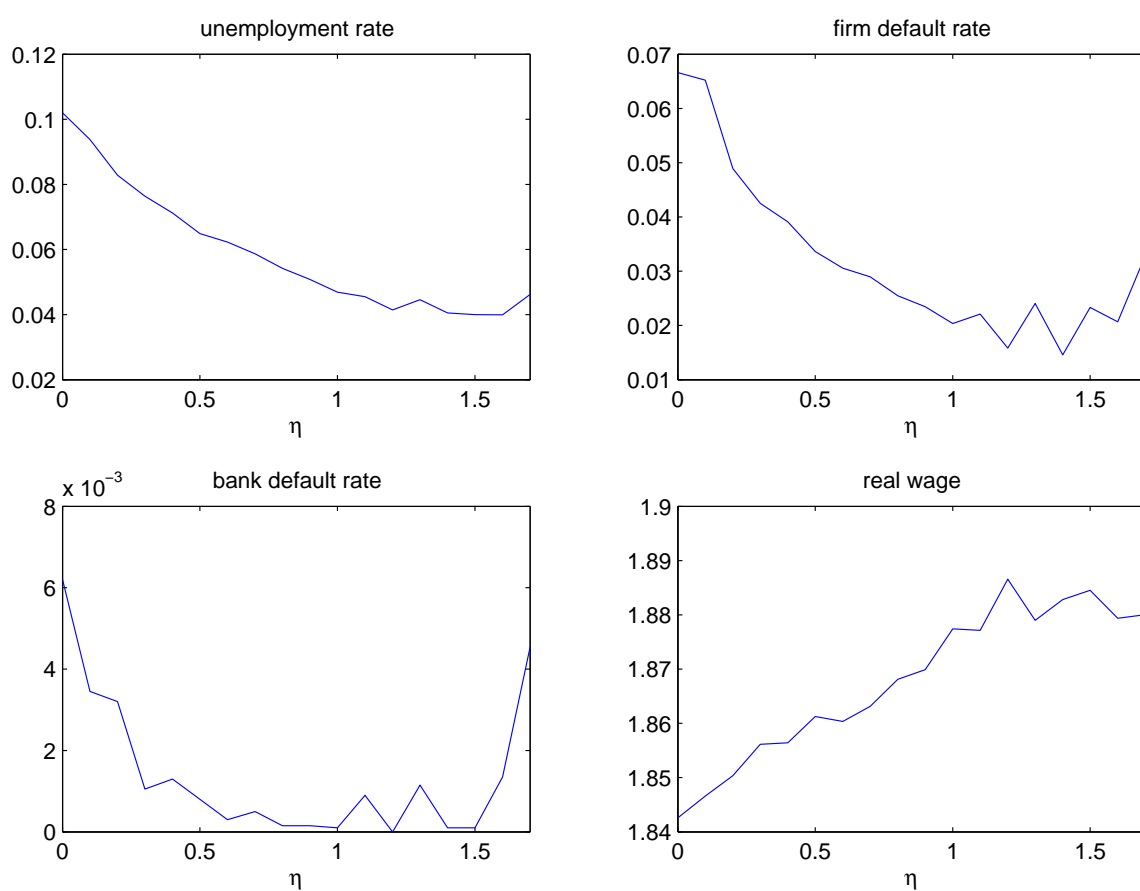 unemployment rate
0.12
0.1
0.08
0.06
0.04
0.02
0 0.5 1 1.5
η
firm default rate
0.07
0.06
0.05
0.04
0.03
0.02
0.01
0 0.5 1 1.5
η
bank default rate
x 10⁻³
8
6
4
2
0
0 0.5 1 1.5
η
real wage
1.9
1.89
1.88
1.87
1.86
1.85
1.84
0 0.5 1 1.5
η